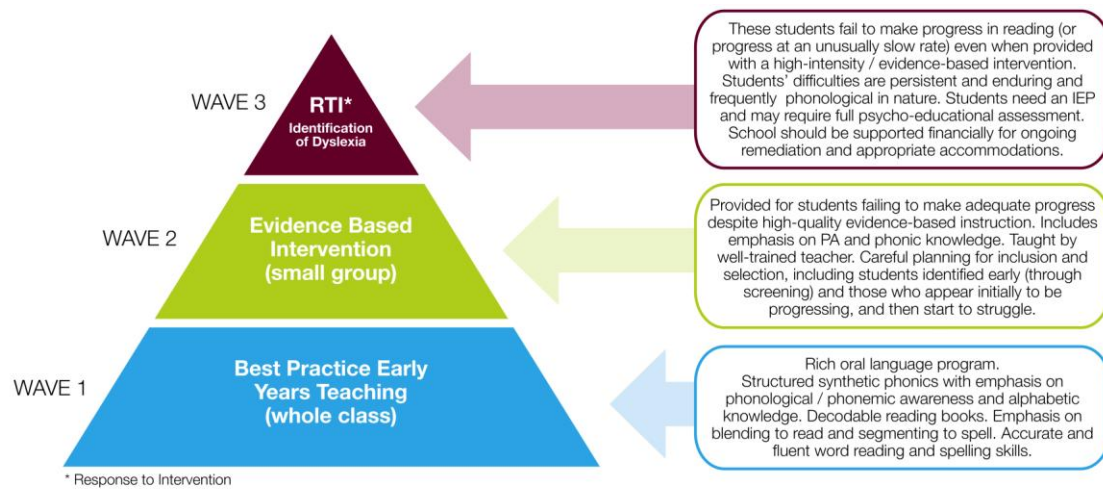 WAVE 3
RTI*
Identification
of Dyslexia
These students fail to make progress in reading (or
progress at an unusually slow rate) even when provided
with a high-intensity / evidence-based intervention.
Students' difficulties are persistent and enduring and
frequently phonological in nature. Students need an IEP
and may require full psycho-educational assessment.
School should be supported financially for ongoing
remediation and appropriate accommodations.
WAVE 2
Evidence Based
Intervention
(small group)
Provided for students failing to make adequate progress
despite high-quality evidence-based instruction. Includes
emphasis on PA and phonic knowledge. Taught by
well-trained teacher. Careful planning for inclusion and
selection, including students identified early (through
screening) and those who appear initially to be
progressing, and then start to struggle.
WAVE 1
Best Practice Early
Years Teaching
(whole class)
Rich oral language program.
Structured synthetic phonics with emphasis on
phonological / phonemic awareness and alphabetic
knowledge. Decodable reading books. Emphasis on
blending to read and segmenting to spell. Accurate and
fluent word reading and spelling skills.
* Response to Intervention